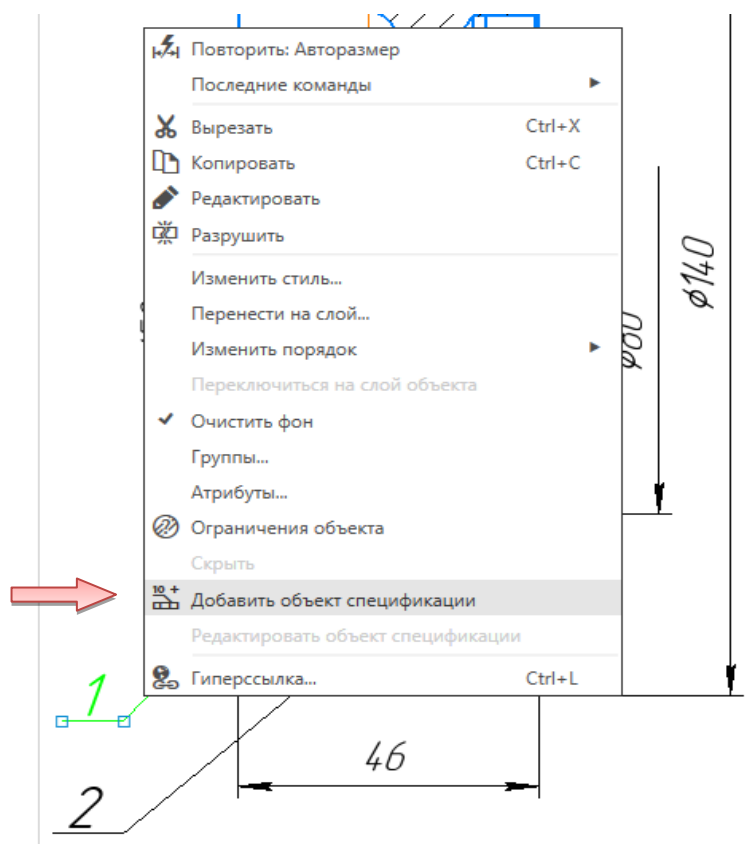 Повторить: Авторазмер
Последние команды
Вырезать Ctrl+X
Копировать Ctrl+C
Редактировать
Разрушить
Изменить стиль...
Перенести на слой...
Изменить порядок
Переключиться на слой объекта
Очистить фон
Группы...
Атрибуты...
Ограничения объекта
Скрыть
10 +
Добавить объект спецификации
Редактировать объект спецификации
Гиперссылка... Ctrl+L
ϕ140
1
46
2